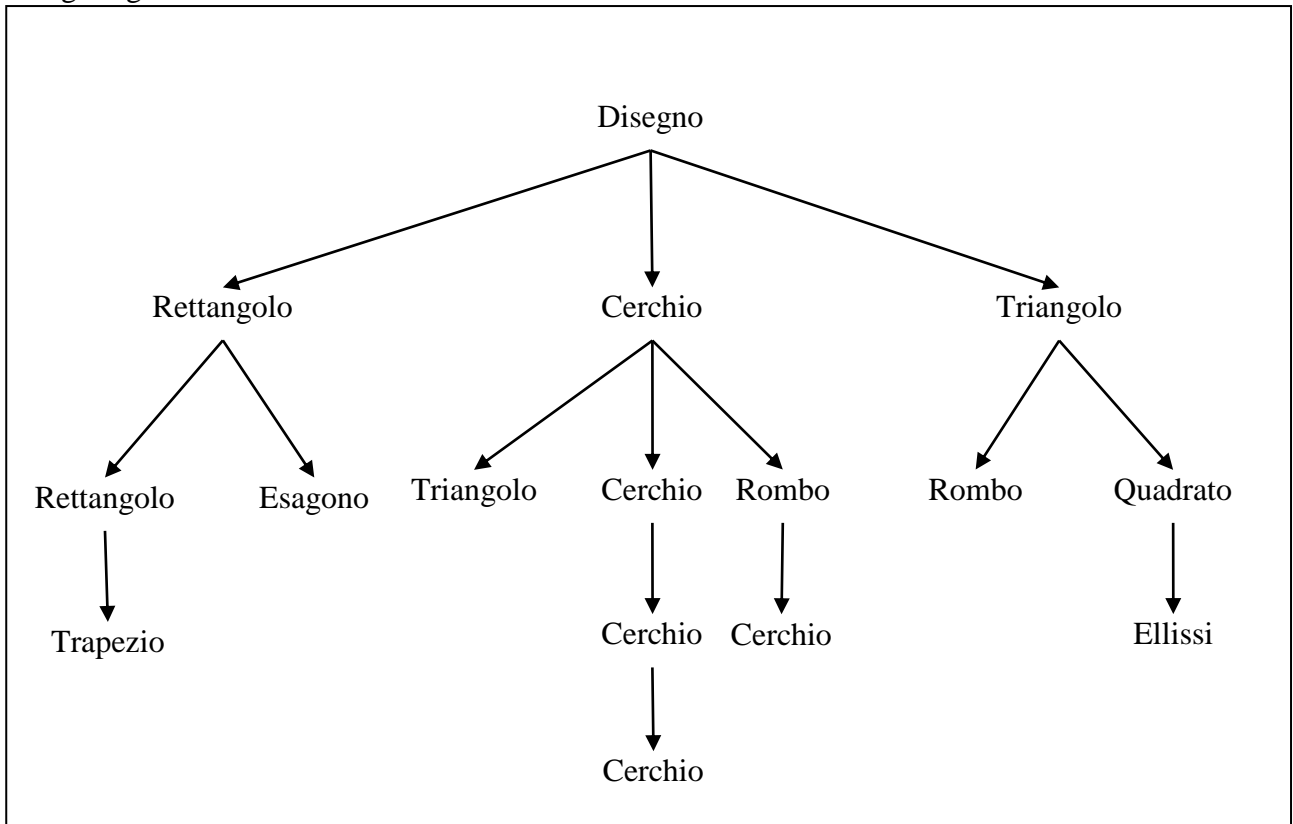 Disegno
Rettangolo Cerchio Triangolo
Rettangolo Esagono Triangolo Cerchio Rombo Rombo Quadrato
Trapezio Cerchio Cerchio Ellissi
Cerchio